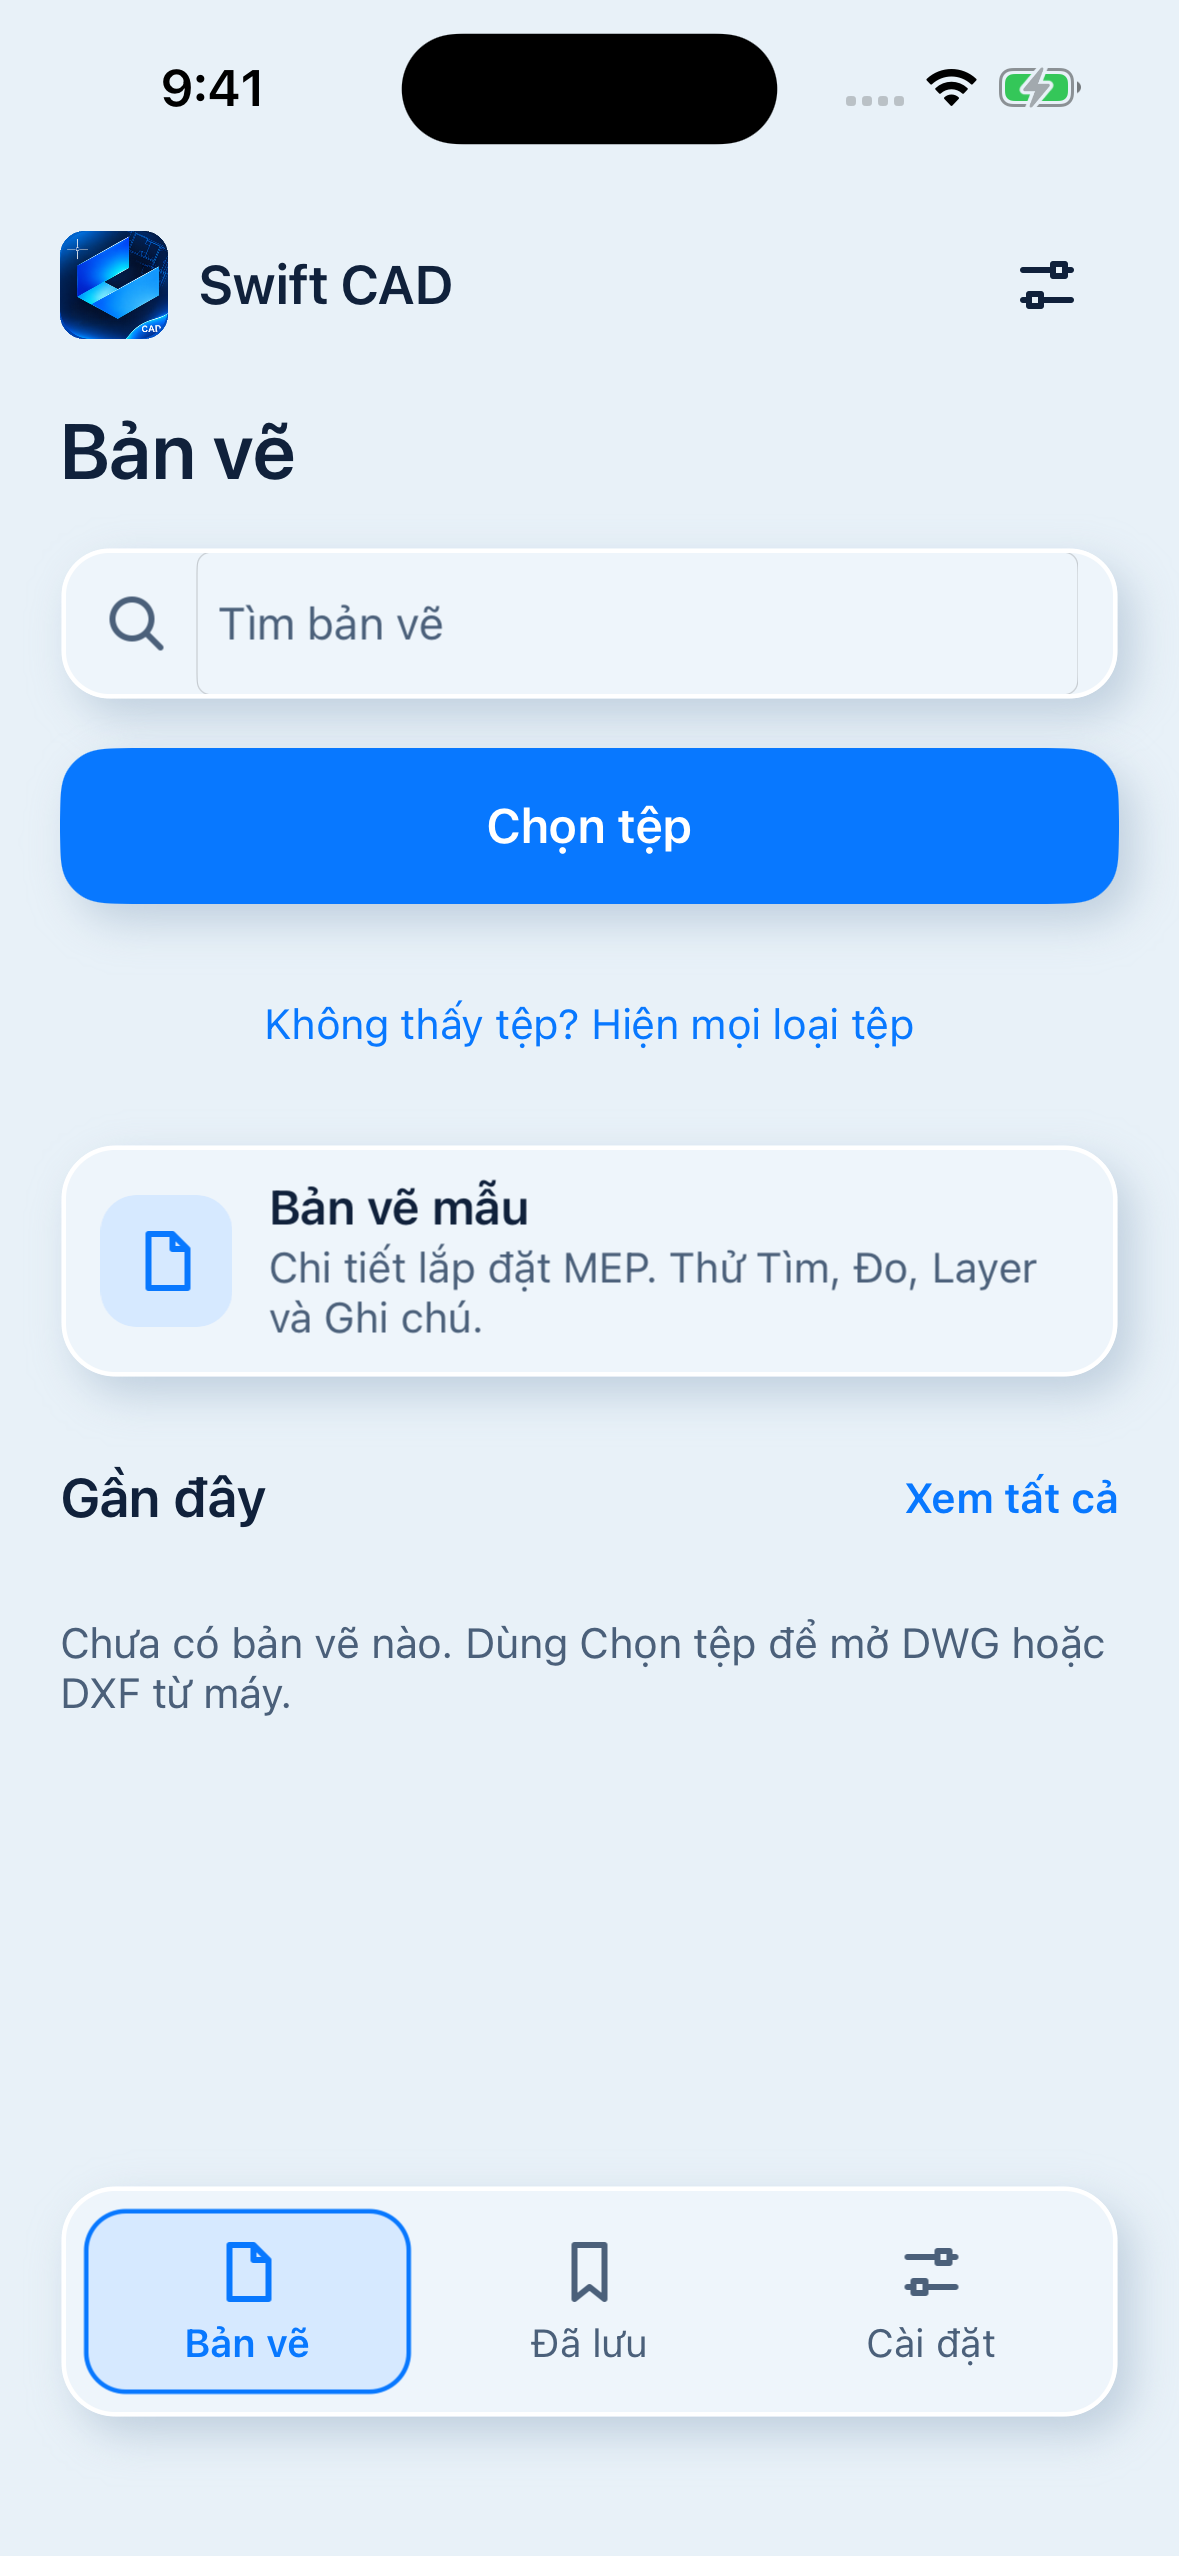 9:41
CAD
Swift CAD
Bản vẽ
Tìm bản vẽ
Chọn tệp
Không thấy tệp? Hiện mọi loại tệp
Bản vẽ mẫu
Chi tiết lắp đặt MEP. Thử Tìm, Đo, Layer
và Ghi chú.
Gần đây
Xem tất cả
Chưa có bản vẽ nào. Dùng Chọn tệp để mở DWG hoặc
DXF từ máy.
Bản vẽ
Đã lưu
Cài đặt